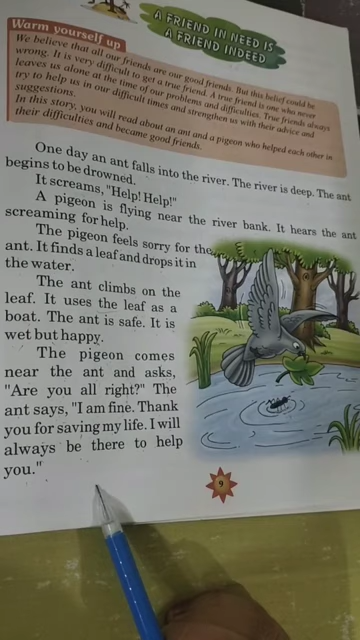 A FRIEND IN NEED IS
A FRIEND INDEED
Warm yourself up
We believe that all our friends are our good friends. But this belief could be
wrong. It is very difficult to get a true friend. A true friend is one who never
leaves us alone at the time of our problems and difficulties. True friends always
try to help us in our difficult times and strengthen us with their advice and
suggestions.
In this story, you will read about an ant and a pigeon who helped each other in
their difficulties and became good friends.
One day an ant falls into the river. The river is deep. The ant
begins to be drowned.
It screams, "Help! Help!"
A pigeon is flying near the river bank. It hears the ant
screaming for help.
The pigeon feels sorry for the
ant. It finds a leaf and drops it in
the water.
The ant climbs on the
leaf. It uses the leaf as a
boat. The ant is safe. It is
wet but happy.
The pigeon comes
near the ant and asks,
"Are you all right?" The
ant says, "I am fine. Thank
you for saving my life. I will
always be there to help
you."
9